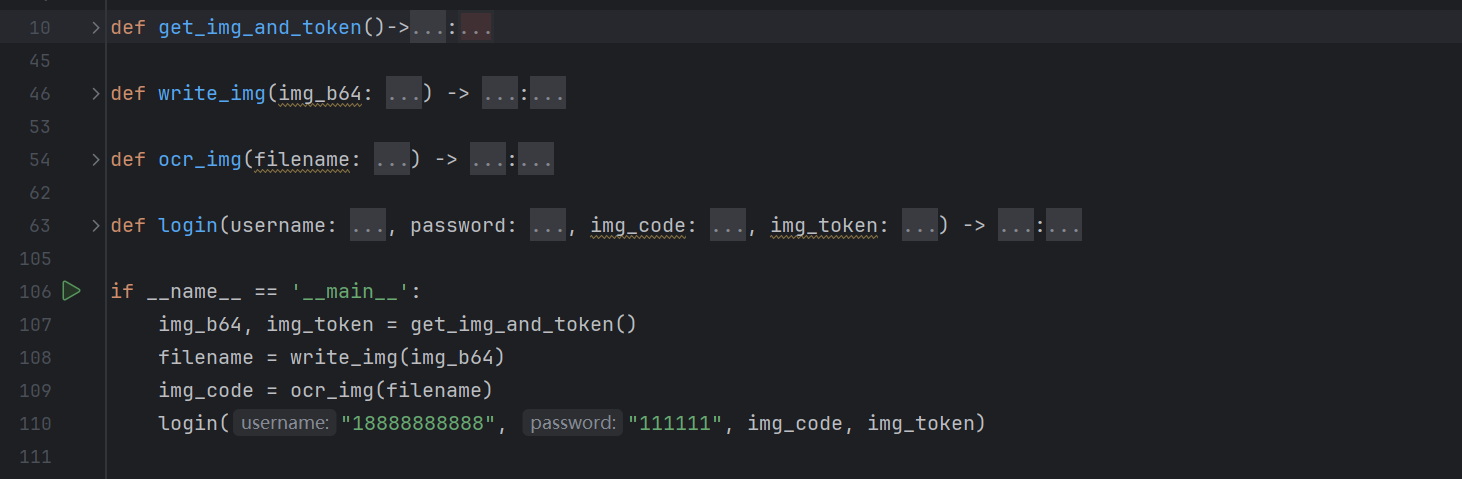 10 def get_img_and_token()->...:...
45
46 def write_img(img_b64: ...) -> ...:...
53
54 def ocr_img(filename: ...) -> ...:...
62
63 def login(username: ..., password: ..., img_code: ..., img_token: ...) -> ...:...
105
106 if __name__ == '__main__':
107 img_b64, img_token = get_img_and_token()
108 filename = write_img(img_b64)
109 img_code = ocr_img(filename)
110 login(username: "18888888888", password: "111111", img_code, img_token)
111